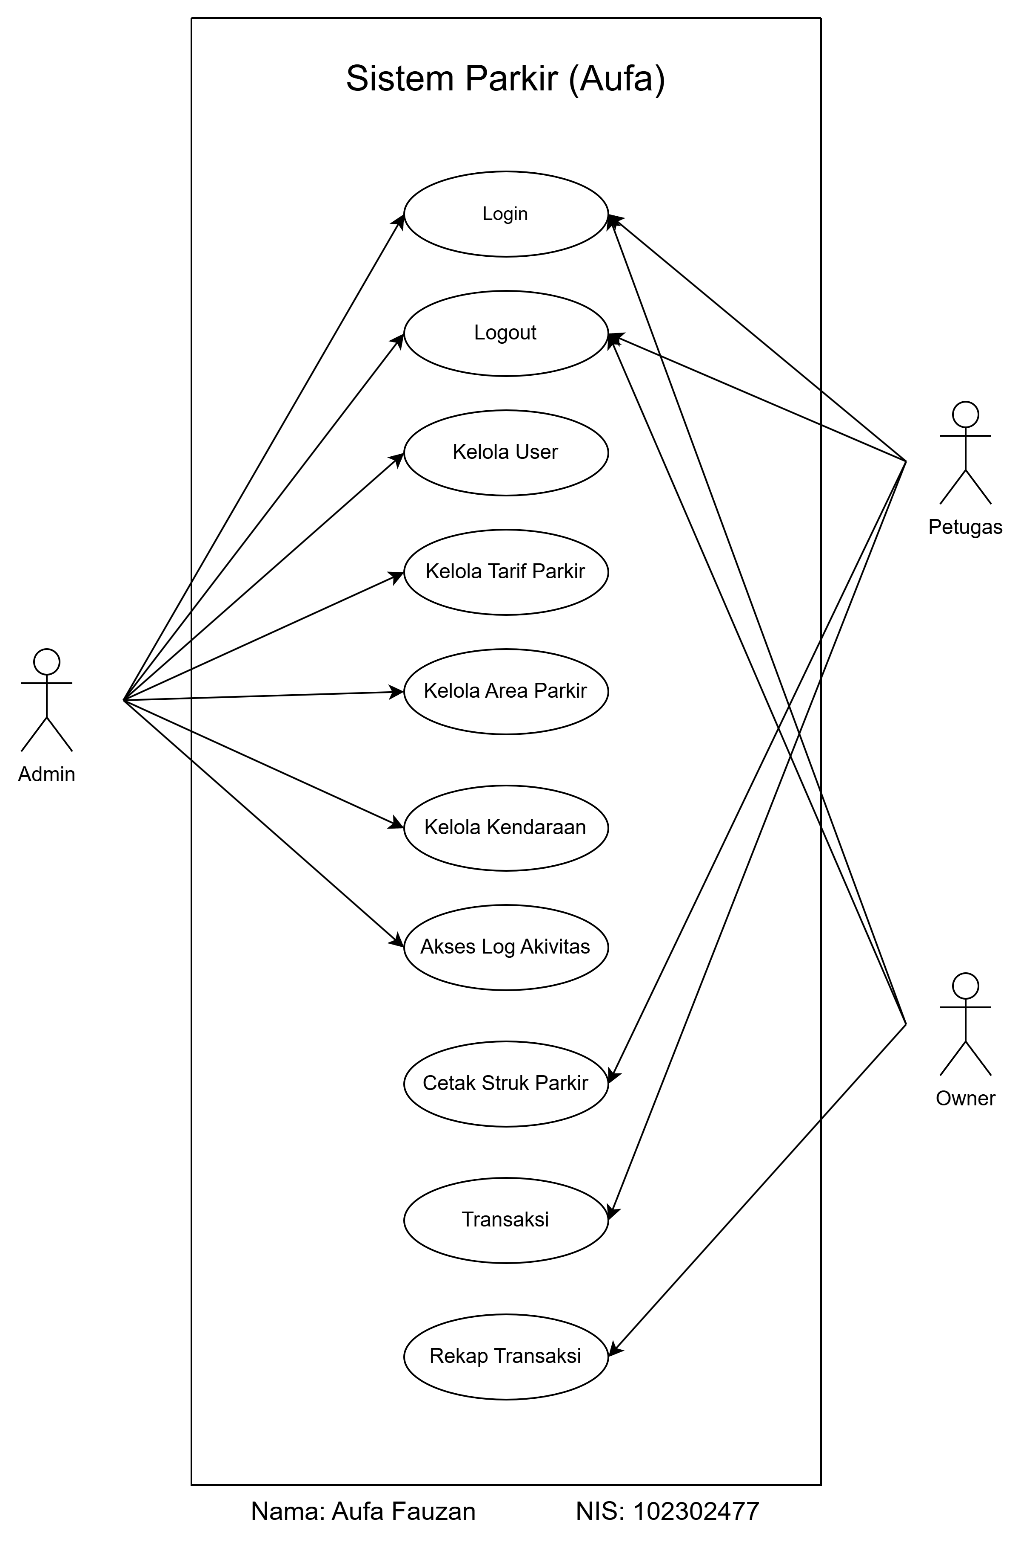 Sistem Parkir (Aufa)
Login
Logout
Kelola User
Petugas
Kelola Tarif Parkir
Kelola Area Parkir
Admin
Kelola Kendaraan
Akses Log Akivitas
Cetak Struk Parkir
Owner
Transaksi
Rekap Transaksi
Nama: Aufa Fauzan NIS: 102302477